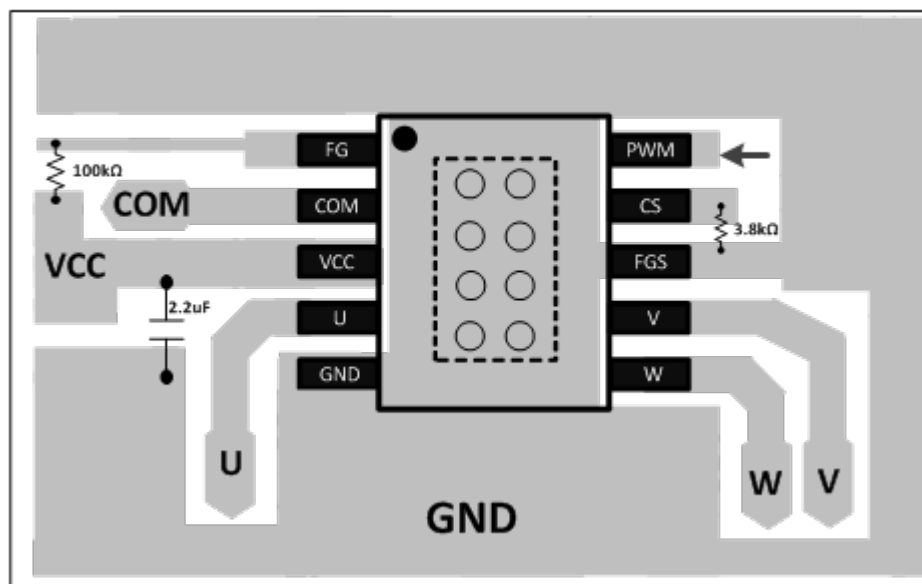 FG
PWM
100kΩ
COM
COM
CS
3.8kΩ
VCC
VCC
FGS
2.2uF
U
V
GND
W
U
W
V
GND